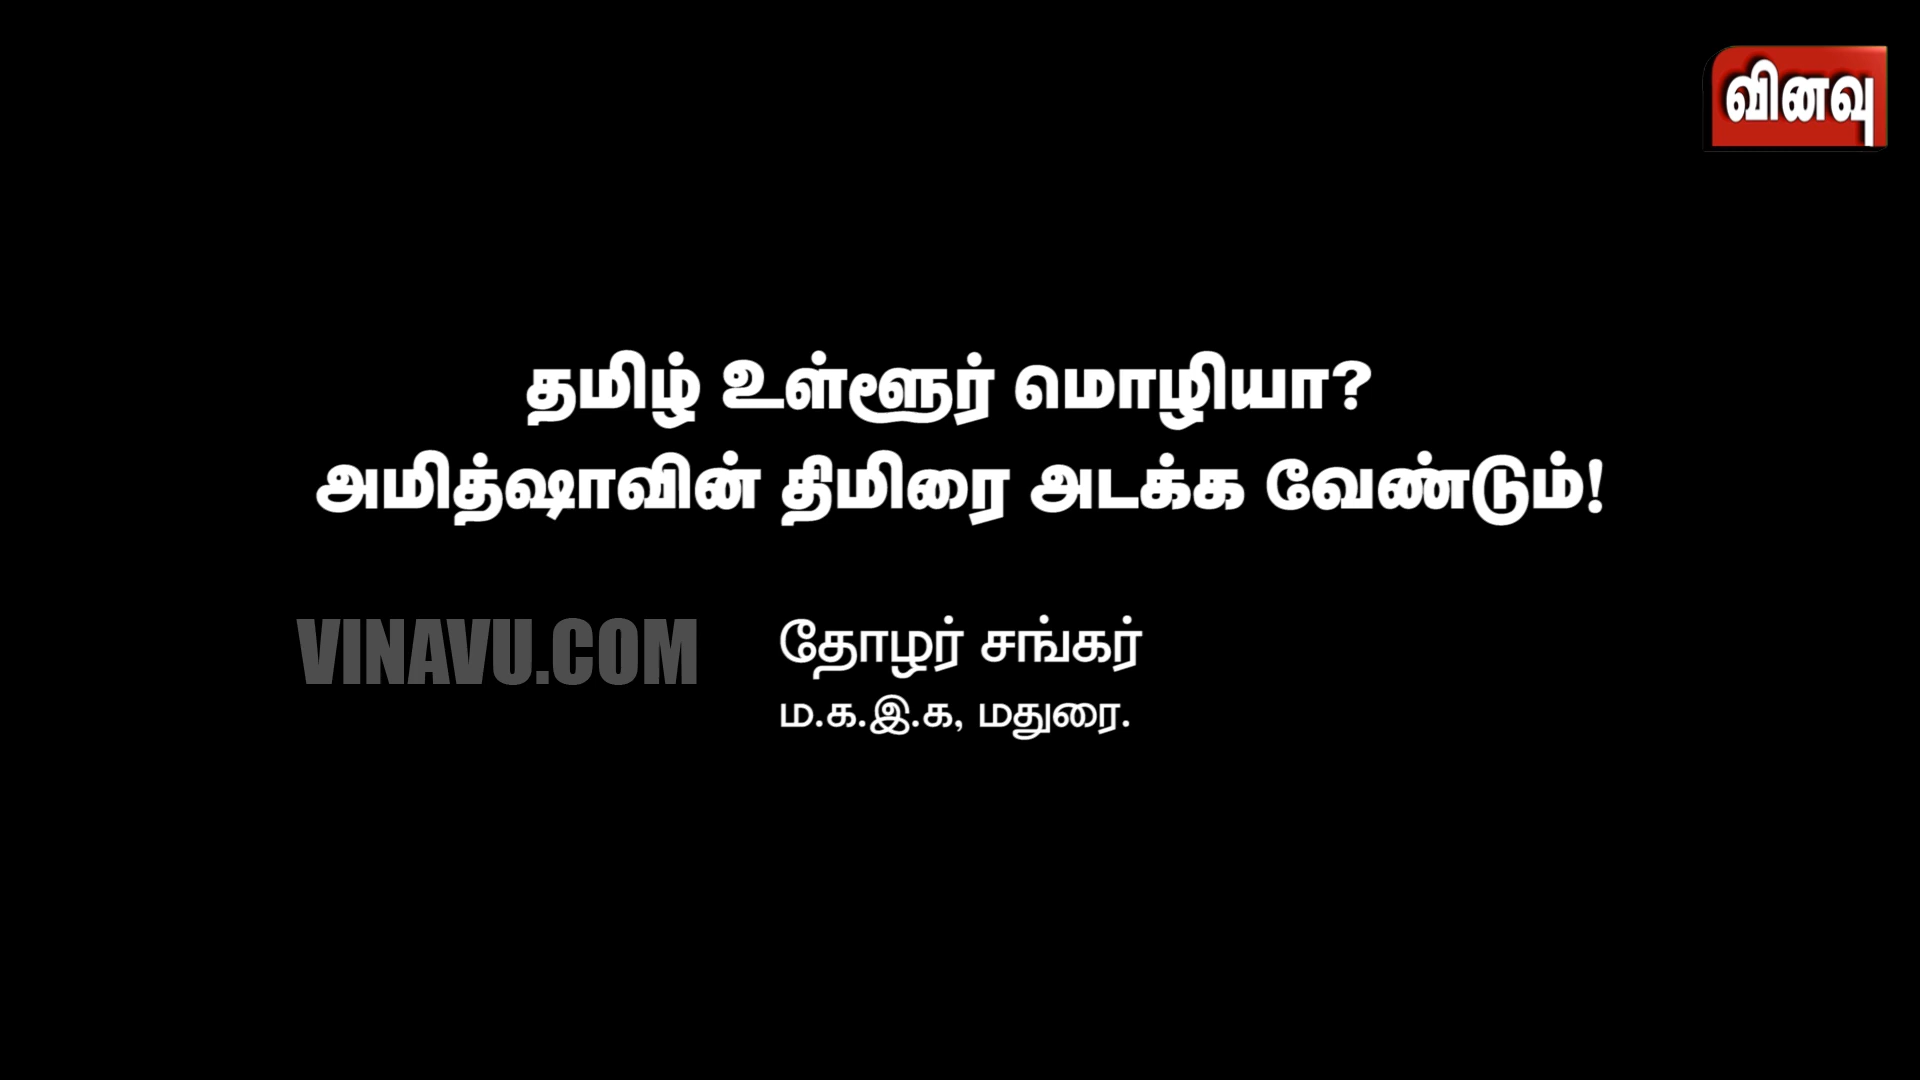 வினவு
தமிழ் உள்ளூர் மொழியா?
அமித்ஷாவின் திமிரை அடக்க வேண்டும்!
VINAVU.COM
தோழர் சங்கர்
ம.க.இ.க, மதுரை.